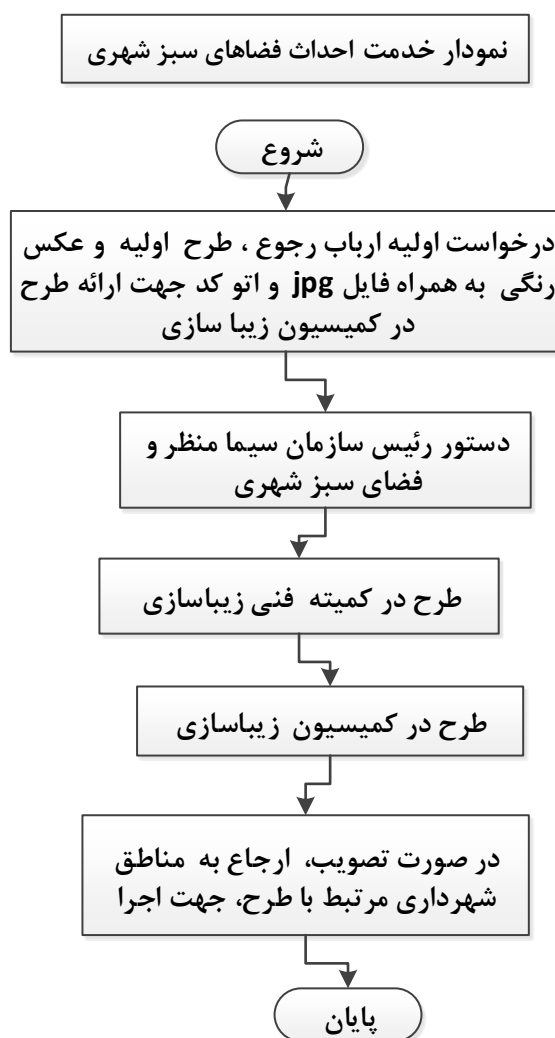 نمودار خدمت احداث فضاهای سبز شهری
شروع
درخواست اولیه ارباب رجوع ، طرح اولیه و عکس
رنگی به همراه فایل jpg و اتو کد جهت ارائه طرح
در کمیسیون زیبا سازی
دستور رئیس سازمان سیما منظر و
فضای سبز شهری
طرح در کمیته فنی زیباسازی
طرح در کمیسیون زیباسازی
در صورت تصویب، ارجاع به مناطق
شهرداری مرتبط با طرح، جهت اجرا
پایان